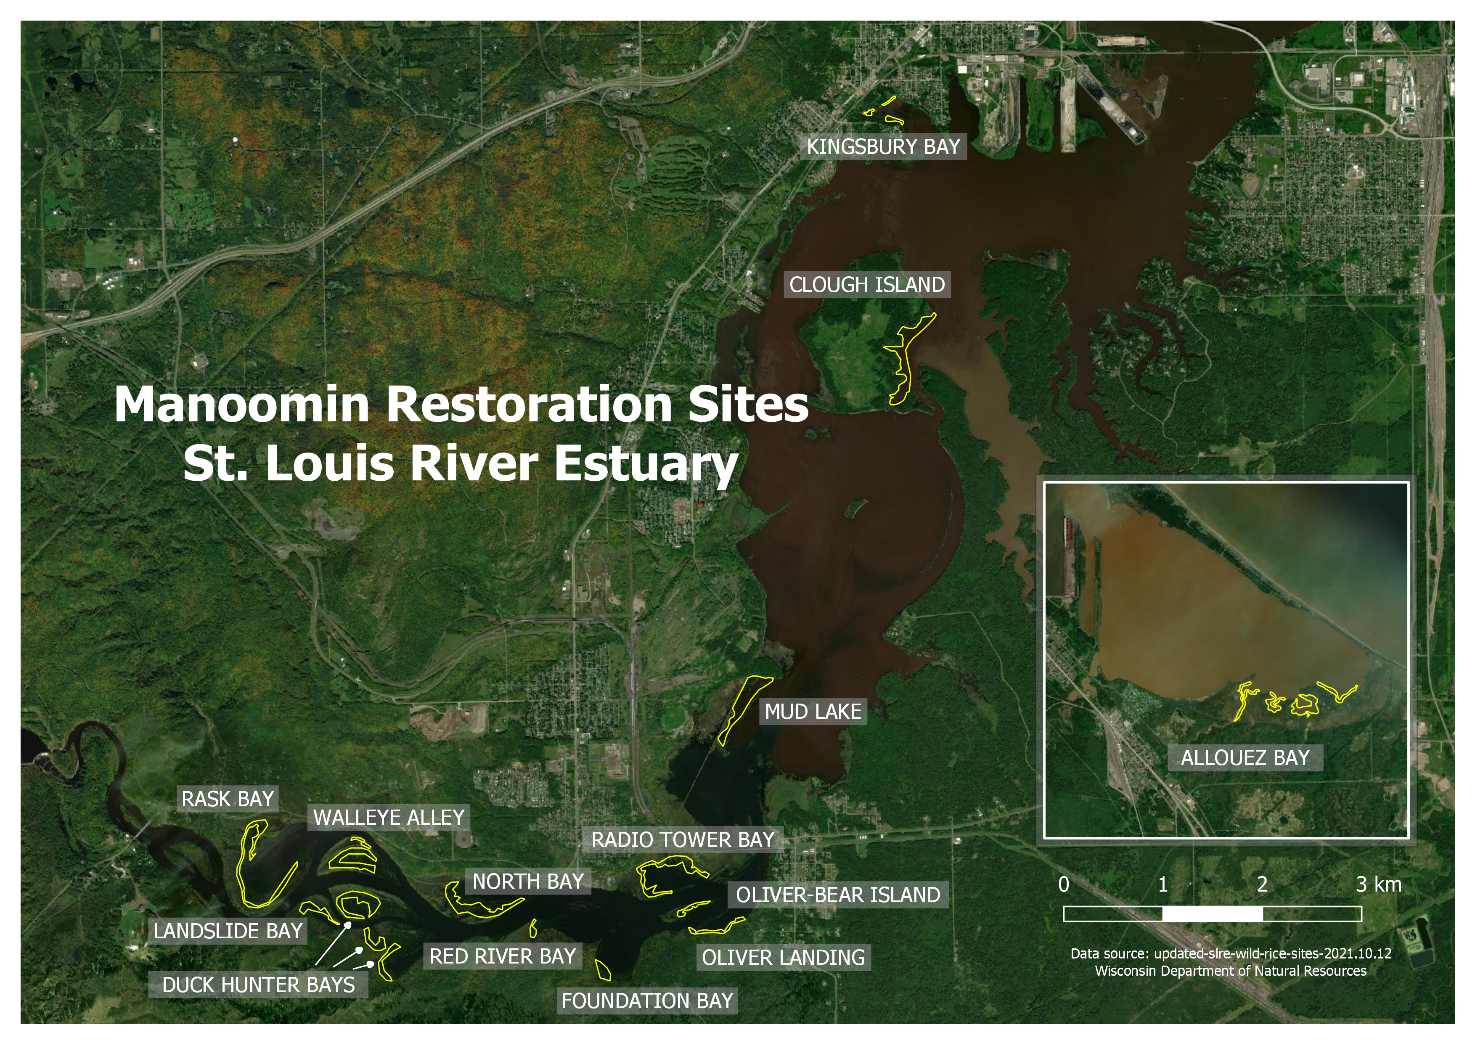 KINGSBURY BAY
CLOUGH ISLAND
Manoomin Restoration Sites
St. Louis River Estuary
MUD LAKE
ALLOUEZ BAY
RASK BAY
WALLEYE ALLEY
RADIO TOWER BAY
NORTH BAY
OLIVER-BEAR ISLAND
LANDSLIDE BAY
RED RIVER BAY
OLIVER LANDING
DUCK HUNTER BAYS
FOUNDATION BAY
0 1 2 3 km
Data source: updated-slre-wild-rice-sites-2021.10.12
Wisconsin Department of Natural Resources